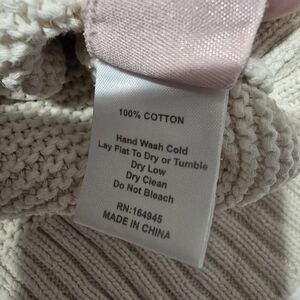 100% COTTON
Hand Wash Cold
Lay Flat To Dry or Tumble
Dry Low
Dry Clean
Do Not Bleach
RN:164945
MADE IN CHINA